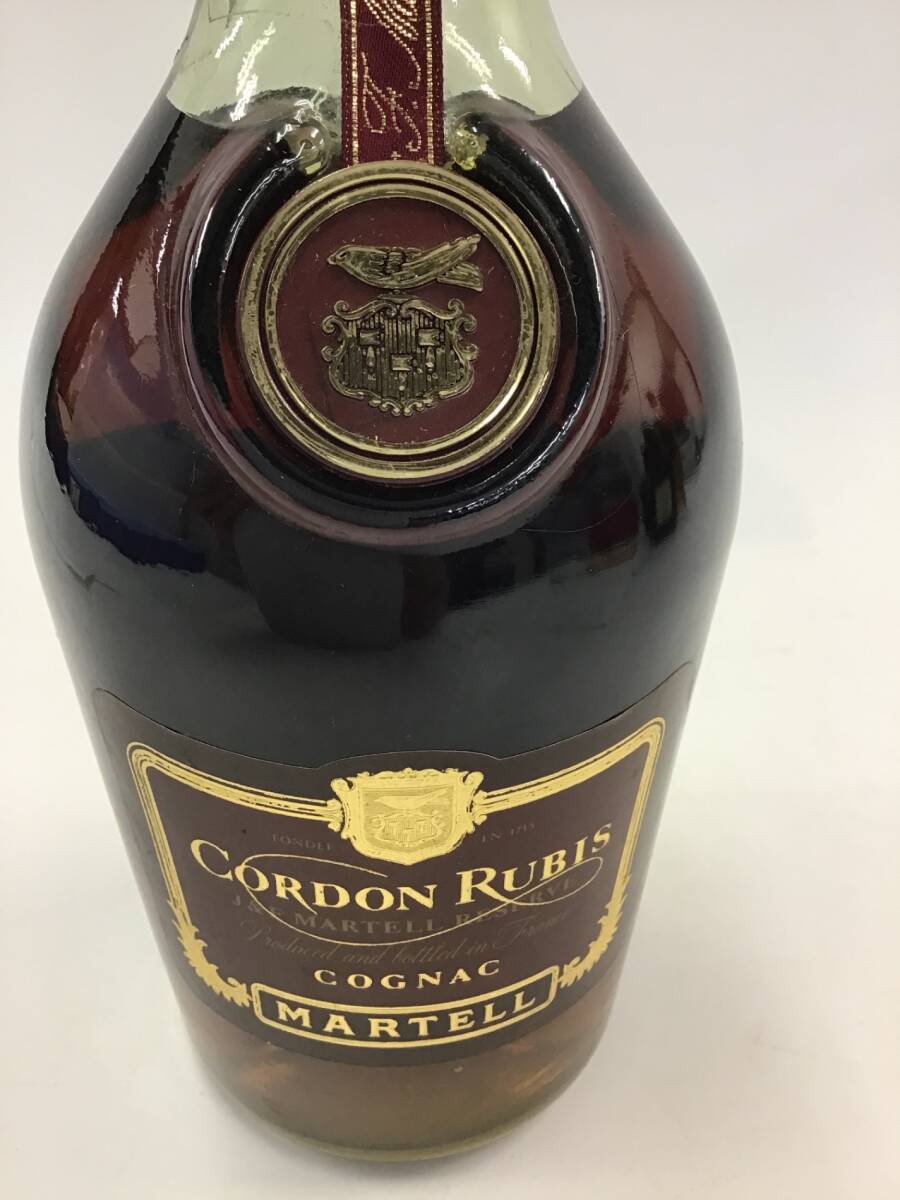 FONDEE EN 1715
CORDON RUBIS
J&F MARTELL RESERVE
Produced and bottled in France
COGNAC
MARTELL